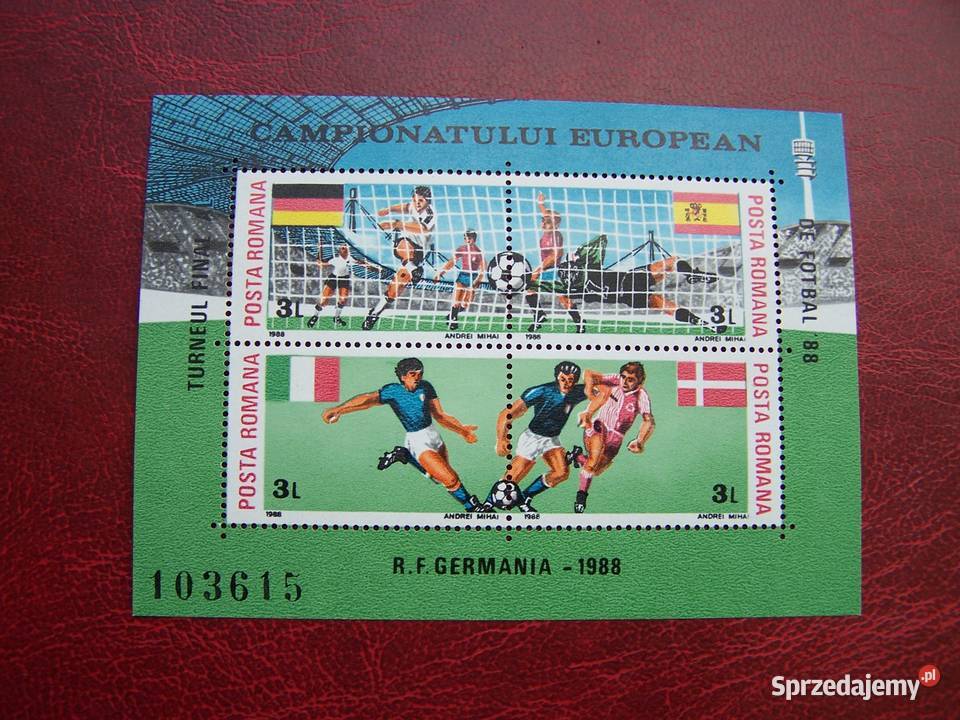 CAMPIONATULUI EUROPEAN
TURNEUL FINAL AL
DE FOTBAL '88
POSTA ROMANA
3L
1988
ANDREI MIHAI
POSTA ROMANA
3L
1988
ANDREI MIHAI
POSTA ROMANA
3L
1988
ANDREI MIHAI
POSTA ROMANA
3L
1988
ANDREI MIHAI
R.F. GERMANIA - 1988
103615
Sprzedajemy.pl